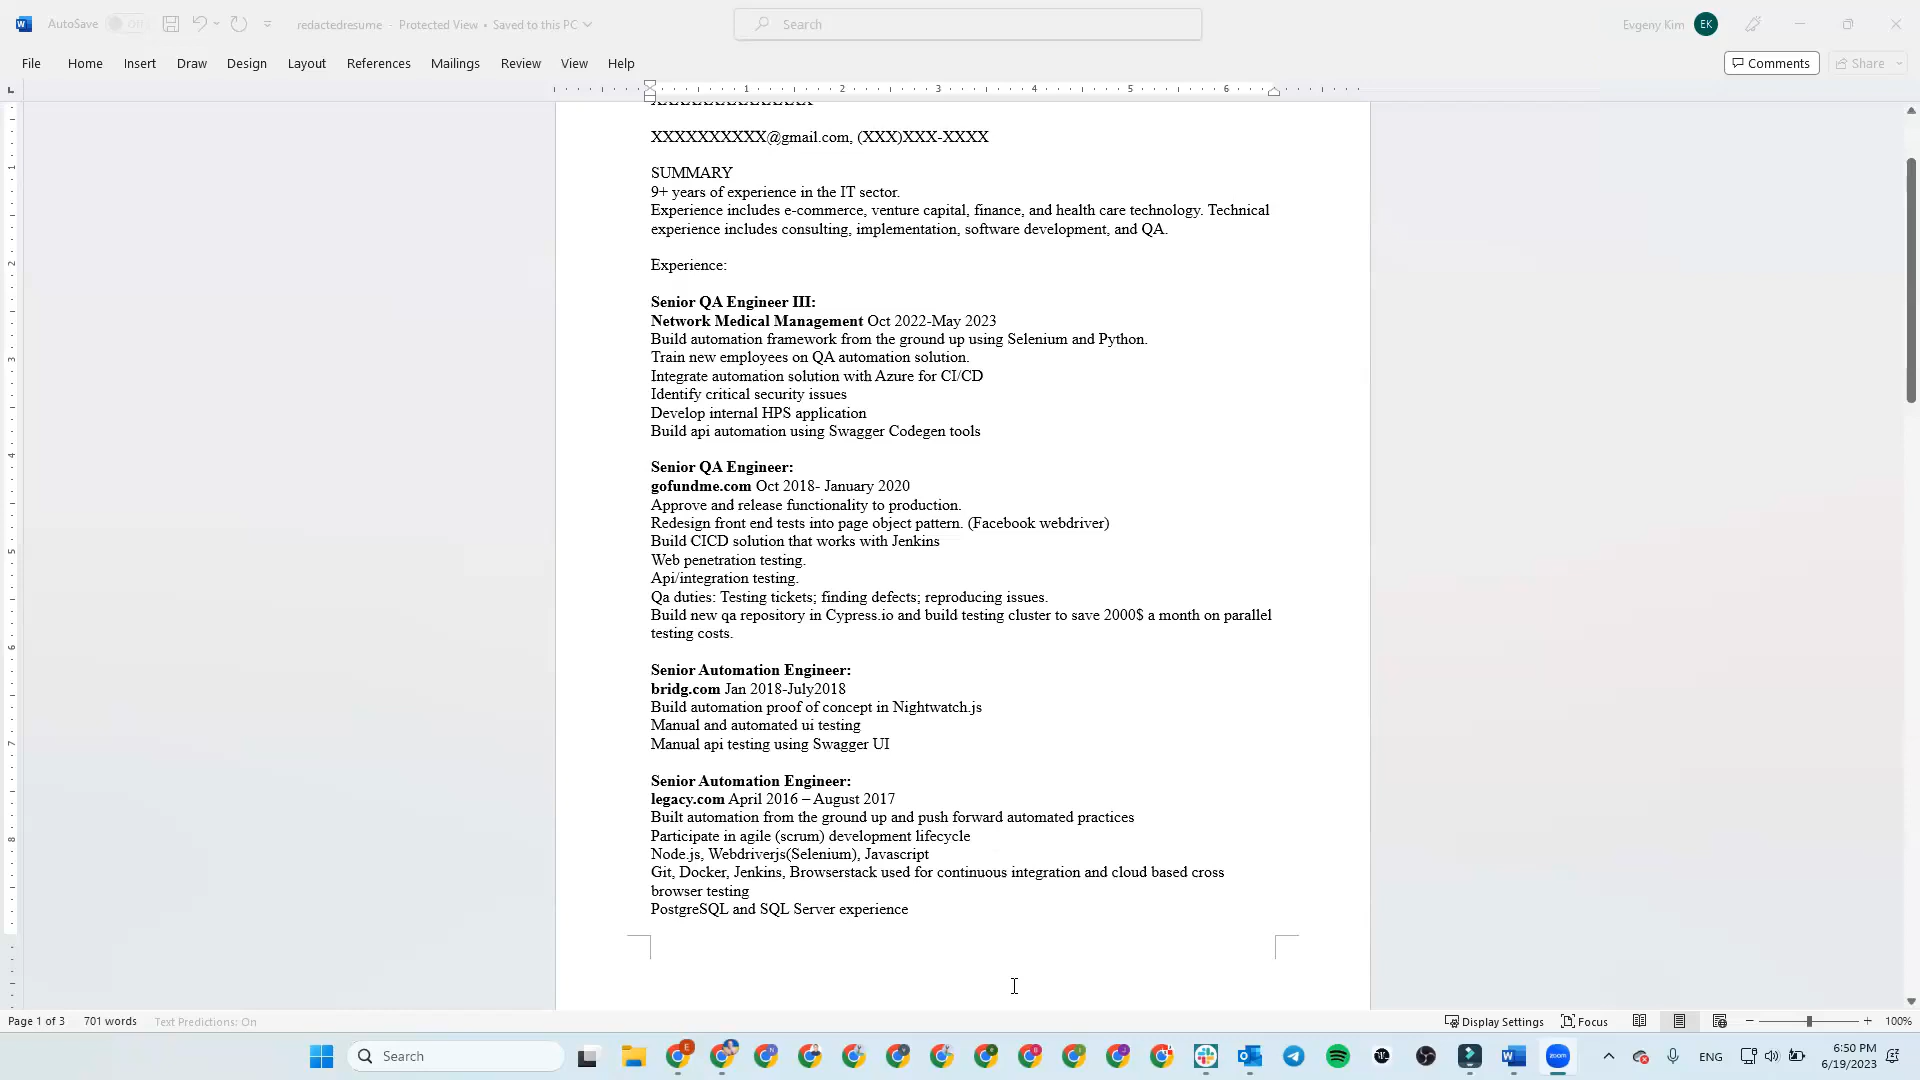 AutoSave Off redactedresume • Protected View • Saved to this PC Search Evgeny Kim EK
File Home Insert Draw Design Layout References Mailings Review View Help Comments Share
1 2 3 4 5 6
XXXXXXXXXX@gmail.com, (XXX)XXX-XXXX
SUMMARY
9+ years of experience in the IT sector.
Experience includes e-commerce, venture capital, finance, and health care technology. Technical
experience includes consulting, implementation, software development, and QA.
Experience:
Senior QA Engineer III:
Network Medical Management Oct 2022-May 2023
Build automation framework from the ground up using Selenium and Python.
Train new employees on QA automation solution.
Integrate automation solution with Azure for CI/CD
Identify critical security issues
Develop internal HPS application
Build api automation using Swagger Codegen tools
Senior QA Engineer:
gofundme.com Oct 2018- January 2020
Approve and release functionality to production.
Redesign front end tests into page object pattern. (Facebook webdriver)
Build CICD solution that works with Jenkins
Web penetration testing.
Api/integration testing.
Qa duties: Testing tickets; finding defects; reproducing issues.
Build new qa repository in Cypress.io and build testing cluster to save 2000$ a month on parallel
testing costs.
Senior Automation Engineer:
bridg.com Jan 2018-July2018
Build automation proof of concept in Nightwatch.js
Manual and automated ui testing
Manual api testing using Swagger UI
Senior Automation Engineer:
legacy.com April 2016 – August 2017
Built automation from the ground up and push forward automated practices
Participate in agile (scrum) development lifecycle
Node.js, Webdriverjs(Selenium), Javascript
Git, Docker, Jenkins, Browserstack used for continuous integration and cloud based cross
browser testing
PostgreSQL and SQL Server experience
Page 1 of 3 701 words Text Predictions: On Display Settings Focus 100%
Search zoom ENG 6:50 PM
6/19/2023